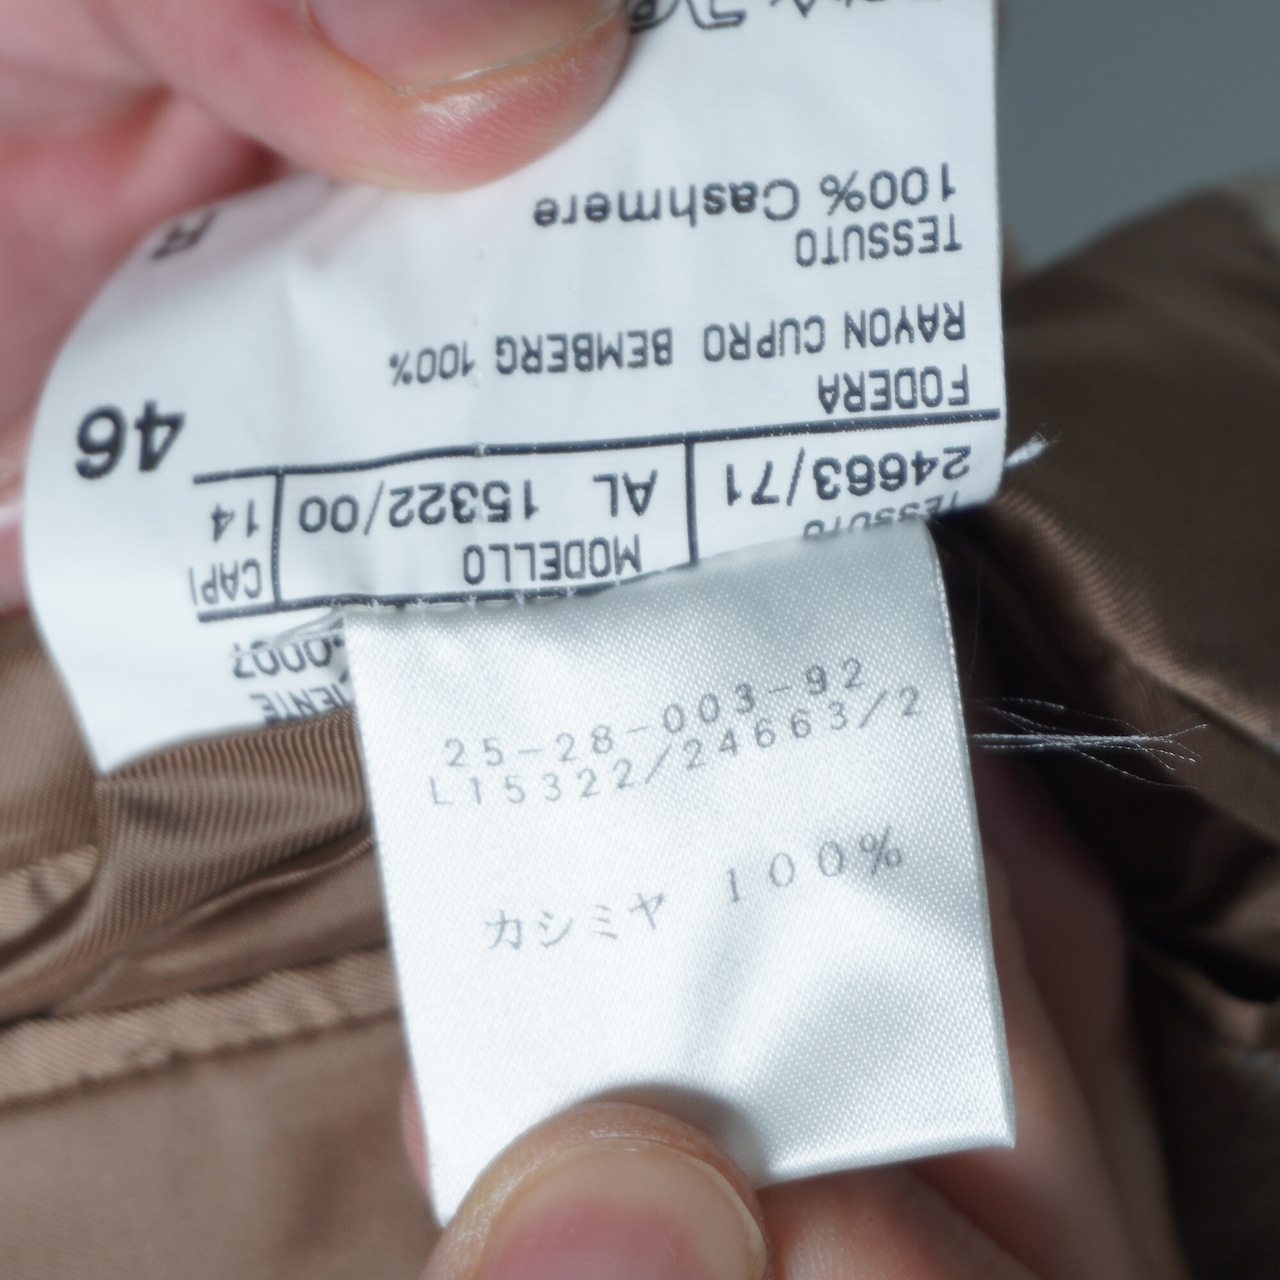 TESSUTO
MODELLO
CAPI
24663/71
AL 15322/00
14
46
FODERA
RAYON CUPRO BEMBERG 100%
TESSUTO
100% Cashmere
R
25-28-003-92
L15322/24663/2
カシミヤ 100%